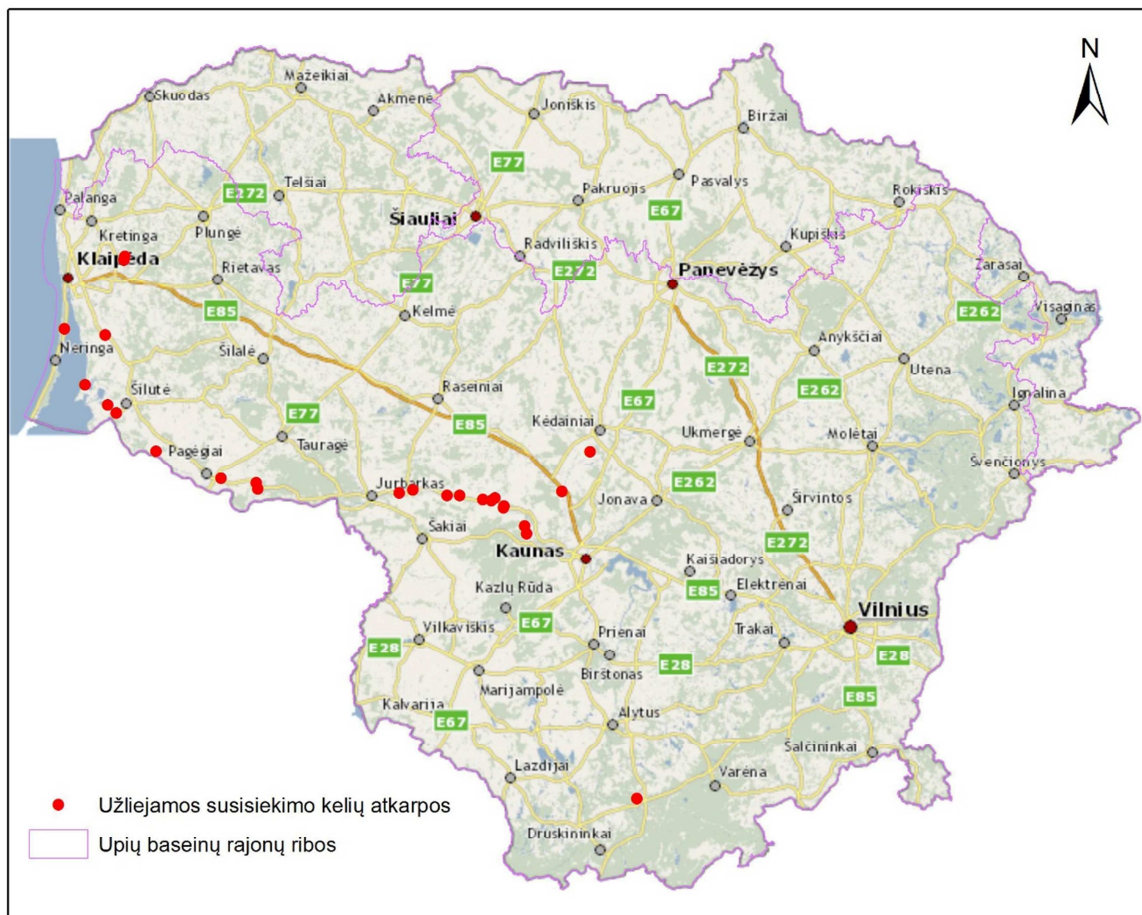 N
Mažeikiai
Skuodas
Akmenė
Joniškis
Biržai
E77
Pasvalys
Telšiai
E272
Pakruojis
Rokiškis
Palanga
Šiauliai
E67
Plungė
Kretinga
Kupiškis
Radviliškis
Klaipėda
E272
Panevėžys
Zarasai
Rietavas
E77
Visaginas
E85
Kelmė
E262
Anykščiai
Neringa
Šilalė
E272
Utena
E262
Ignalina
Šilutė
Raseiniai
E67
E77
Kėdainiai
E85
Tauragė
Ukmergė
Molėtai
Pagėgiai
Švenčionys
E262
Jurbarkas
Jonava
Širvintos
Šakiai
E272
Kaunas
Kaišiadorys
Kazlų Rūda
E85
Elektrėnai
Vilnius
E67
Vilkaviškis
Prienai
Trakai
E28
E28
E28
Birštonas
Marijampolė
E85
Kalvarija
E67
Alytus
Šalčininkai
Lazdijai
Varėna
Užliejamos susisiekimo kelių atkarpos
Druskininkai
Upių baseinų rajonų ribos